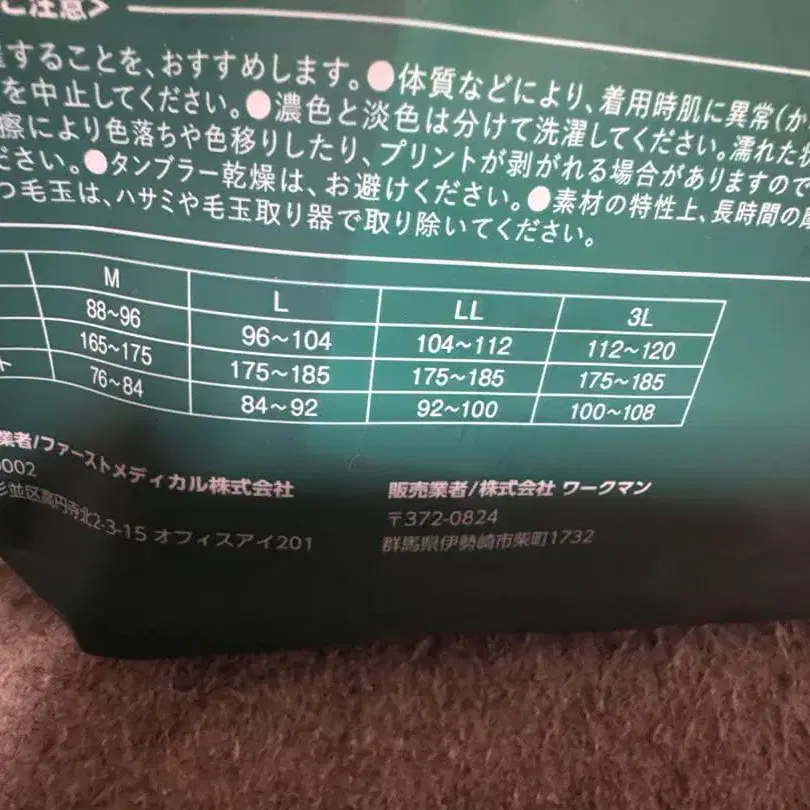 ご注意>
することを、おすすめします。●体質などにより、着用時肌に異常(か
を中止してください。●濃色と淡色は分けて洗濯してください。濡れた
擦により色落ちや色移りしたり、プリントが剥がれる場合がありますので
ださい。●タンブラー乾燥は、お避けください。●素材の特性上、長時間の
つ毛玉は、ハサミや毛玉取り器で取り除いてください。
M L LL 3L
88~96 96~104 104~112 112~120
165~175 175~185 175~185 175~185
ト 76~84 84~92 92~100 100~108
業者/ファーストメディカル株式会社
002
杉並区高円寺北2-3-15 オフィスアイ201
販売業者/株式会社 ワークマン
〒372-0824
群馬県伊勢崎市柴町1732